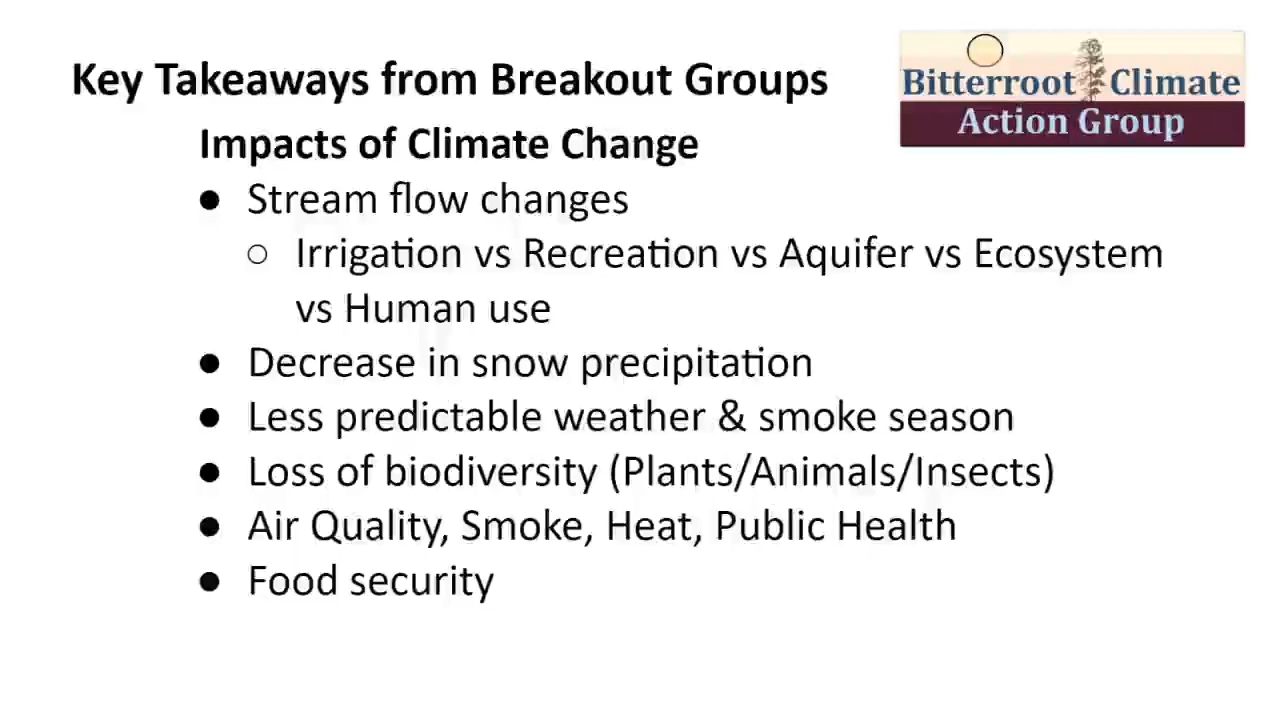 Key Takeaways from Breakout Groups
Bitterroot Climate
Action Group
Impacts of Climate Change
● Stream flow changes
○ Irrigation vs Recreation vs Aquifer vs Ecosystem
vs Human use
● Decrease in snow precipitation
● Less predictable weather & smoke season
● Loss of biodiversity (Plants/Animals/Insects)
● Air Quality, Smoke, Heat, Public Health
● Food security